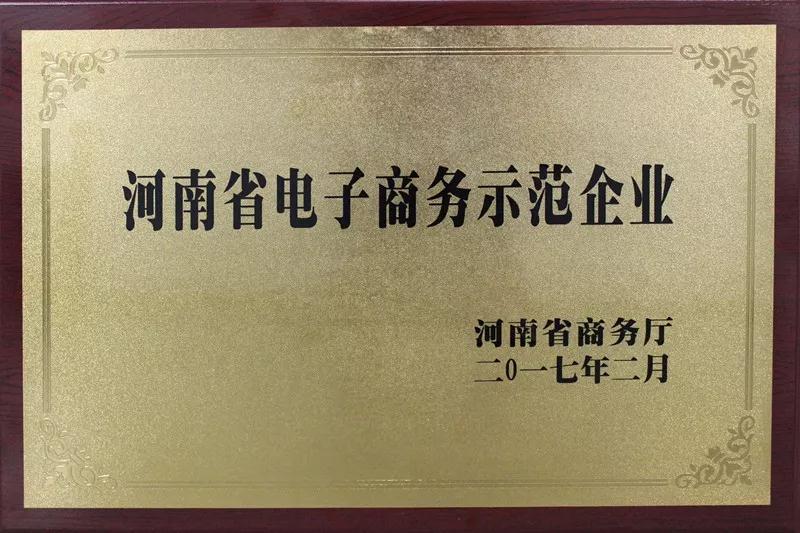 河南省电子商务示范企业
河南省商务厅
二0一七年二月